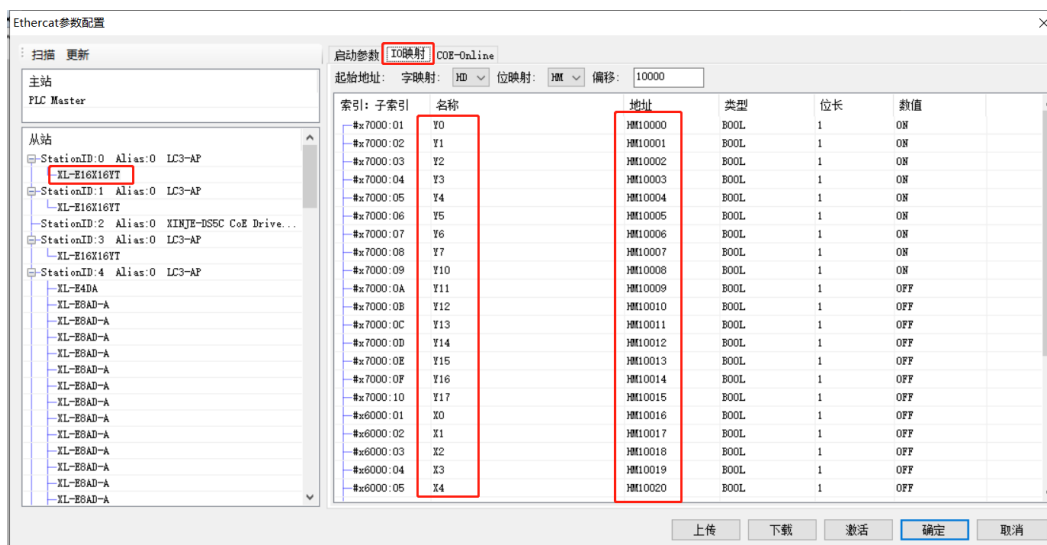 Ethercat参数配置
扫描 更新
主站
PLC Master
从站
StationID:0 Alias:0 LC3-AP
XL-E16X16YT
StationID:1 Alias:0 LC3-AP
XL-E16X16YT
StationID:2 Alias:0 XINJE-DS5C CoE Drive...
StationID:3 Alias:0 LC3-AP
XL-E16X16YT
StationID:4 Alias:0 LC3-AP
XL-E4DA
XL-E8AD-A
XL-E8AD-A
XL-E8AD-A
XL-E8AD-A
XL-E8AD-A
XL-E8AD-A
XL-E8AD-A
XL-E8AD-A
XL-E8AD-A
XL-E8AD-A
XL-E8AD-A
XL-E8AD-A
XL-E8AD-A
启动参数 IO映射 COE-Online
起始地址: 字映射: HD 位映射: HM 偏移: 10000
索引: 子索引 名称 地址 类型 位长 数值
#x7000:01 Y0 HM10000 BOOL 1 ON
#x7000:02 Y1 HM10001 BOOL 1 ON
#x7000:03 Y2 HM10002 BOOL 1 ON
#x7000:04 Y3 HM10003 BOOL 1 ON
#x7000:05 Y4 HM10004 BOOL 1 ON
#x7000:06 Y5 HM10005 BOOL 1 ON
#x7000:07 Y6 HM10006 BOOL 1 ON
#x7000:08 Y7 HM10007 BOOL 1 ON
#x7000:09 Y10 HM10008 BOOL 1 ON
#x7000:0A Y11 HM10009 BOOL 1 OFF
#x7000:0B Y12 HM10010 BOOL 1 OFF
#x7000:0C Y13 HM10011 BOOL 1 OFF
#x7000:0D Y14 HM10012 BOOL 1 OFF
#x7000:0E Y15 HM10013 BOOL 1 OFF
#x7000:0F Y16 HM10014 BOOL 1 OFF
#x7000:10 Y17 HM10015 BOOL 1 OFF
#x6000:01 X0 HM10016 BOOL 1 OFF
#x6000:02 X1 HM10017 BOOL 1 OFF
#x6000:03 X2 HM10018 BOOL 1 OFF
#x6000:04 X3 HM10019 BOOL 1 OFF
#x6000:05 X4 HM10020 BOOL 1 OFF
上传 下载 激活 确定 取消